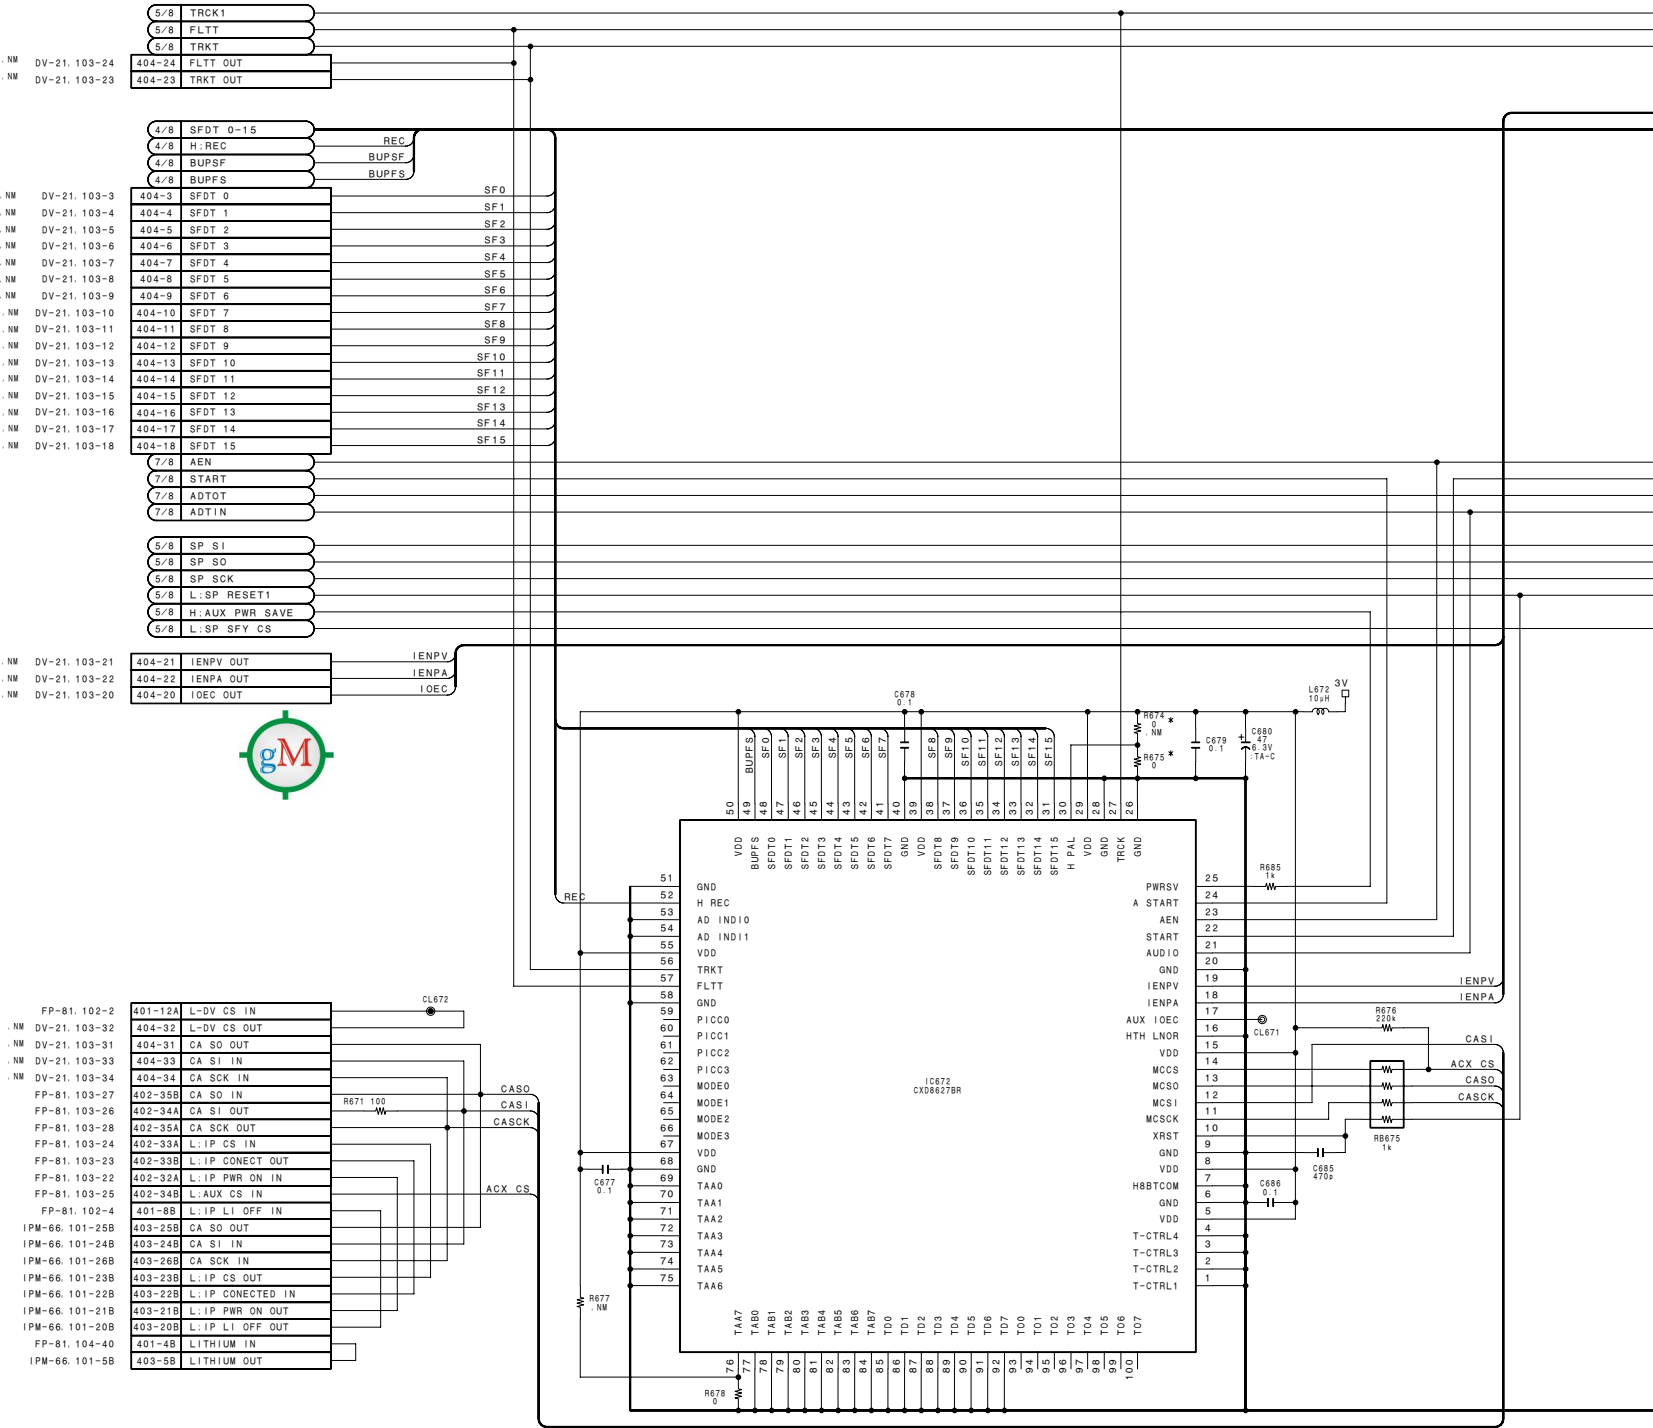 5/8 TRCK1
5/8 FLTT
5/8 TRKT
.NM DV-21. 103-24 404-24 FLTT OUT
.NM DV-21. 103-23 404-23 TRKT OUT
4/8 SFDT 0-15
4/8 H:REC REC
4/8 BUPSF BUPSF
4/8 BUPFS BUPFS
.NM DV-21. 103-3 404-3 SFDT 0 SF0
.NM DV-21. 103-4 404-4 SFDT 1 SF1
.NM DV-21. 103-5 404-5 SFDT 2 SF2
.NM DV-21. 103-6 404-6 SFDT 3 SF3
.NM DV-21. 103-7 404-7 SFDT 4 SF4
.NM DV-21. 103-8 404-8 SFDT 5 SF5
.NM DV-21. 103-9 404-9 SFDT 6 SF6
.NM DV-21. 103-10 404-10 SFDT 7 SF7
.NM DV-21. 103-11 404-11 SFDT 8 SF8
.NM DV-21. 103-12 404-12 SFDT 9 SF9
.NM DV-21. 103-13 404-13 SFDT 10 SF10
.NM DV-21. 103-14 404-14 SFDT 11 SF11
.NM DV-21. 103-15 404-15 SFDT 12 SF12
.NM DV-21. 103-16 404-16 SFDT 13 SF13
.NM DV-21. 103-17 404-17 SFDT 14 SF14
.NM DV-21. 103-18 404-18 SFDT 15 SF15
7/8 AEN
7/8 START
7/8 ADTOT
7/8 ADTIN
5/8 SP SI
5/8 SP SO
5/8 SP SCK
5/8 L:SP RESET1
5/8 H:AUX PWR SAVE
5/8 L:SP SFY CS
.NM DV-21. 103-21 404-21 IENPV OUT IENPV
.NM DV-21. 103-22 404-22 IENPA OUT IENPA
.NM DV-21. 103-20 404-20 IOEC OUT IOEC
gM
C678 0.1
L672 10µH
3V
R674 0 .NM *
R675 0 *
C679 0.1
C680 47 6.3V :TA-C +
BUPFS SF0 SF1 SF2 SF3 SF4 SF5 SF6 SF7 SF8 SF9 SF10 SF11 SF12 SF13 SF14 SF15
50 49 48 47 46 45 44 43 42 41 40 39 38 37 36 35 34 33 32 31 30 29 28 27 26
VDD BUPFS SFDT0 SFDT1 SFDT2 SFDT3 SFDT4 SFDT5 SFDT6 SFDT7 GND VDD SFDT8 SFDT9 SFDT10 SFDT11 SFDT12 SFDT13 SFDT14 SFDT15 H PAL VDD GND TRCK GND
REC
51 GND
52 H REC
53 AD INDI0
54 AD INDI1
55 VDD
56 TRKT
57 FLTT
58 GND
59 PICC0
60 PICC1
61 PICC2
62 PICC3
63 MODE0
64 MODE1
65 MODE2
66 MODE3
67 VDD
68 GND
69 TAA0
70 TAA1
71 TAA2
72 TAA3
73 TAA4
74 TAA5
75 TAA6
IC672
CXD8627BR
PWRSV 25
A START 24
AEN 23
START 22
AUDIO 21
GND 20
IENPV 19
IENPA 18
AUX IOEC 17
HTH LNOR 16
VDD 15
MCCS 14
MCSO 13
MCSI 12
MCSCK 11
XRST 10
GND 9
VDD 8
H8BTCOM 7
GND 6
VDD 5
T-CTRL4 4
T-CTRL3 3
T-CTRL2 2
T-CTRL1 1
R685 1k
IENPV
IENPA
CL671
R676 220k
CASI
ACX CS
CASO
CASCK
RB675 1k
C685 470p
C686 0.1
C677 0.1
R677 .NM
R678 0
TAA7 TAB0 TAB1 TAB2 TAB3 TAB4 TAB5 TAB6 TAB7 TD0 TD1 TD2 TD3 TD4 TD5 TD6 TD7 TO0 TO1 TO2 TO3 TO4 TO5 TO6 TO7
76 77 78 79 80 81 82 83 84 85 86 87 88 89 90 91 92 93 94 95 96 97 98 99 100
CL672
FP-81. 102-2 401-12A L-DV CS IN
.NM DV-21. 103-32 404-32 L-DV CS OUT
.NM DV-21. 103-31 404-31 CA SO OUT
.NM DV-21. 103-33 404-33 CA SI IN
.NM DV-21. 103-34 404-34 CA SCK IN
FP-81. 103-27 402-35B CA SO IN CASO
FP-81. 103-26 402-34A CA SI OUT R671 100 CASI
FP-81. 103-28 402-35A CA SCK OUT CASCK
FP-81. 103-24 402-33A L:IP CS IN
FP-81. 103-23 402-33B L:IP CONECT OUT
FP-81. 103-22 402-32A L:IP PWR ON IN
FP-81. 103-25 402-34B L:AUX CS IN ACX CS
FP-81. 102-4 401-8B L:IP LI OFF IN
IPM-66. 101-25B 403-25B CA SO OUT
IPM-66. 101-24B 403-24B CA SI IN
IPM-66. 101-26B 403-26B CA SCK IN
IPM-66. 101-23B 403-23B L:IP CS OUT
IPM-66. 101-22B 403-22B L:IP CONECTED IN
IPM-66. 101-21B 403-21B L:IP PWR ON OUT
IPM-66. 101-20B 403-20B L:IP LI OFF OUT
FP-81. 104-40 401-4B LITHIUM IN
IPM-66. 101-5B 403-5B LITHIUM OUT